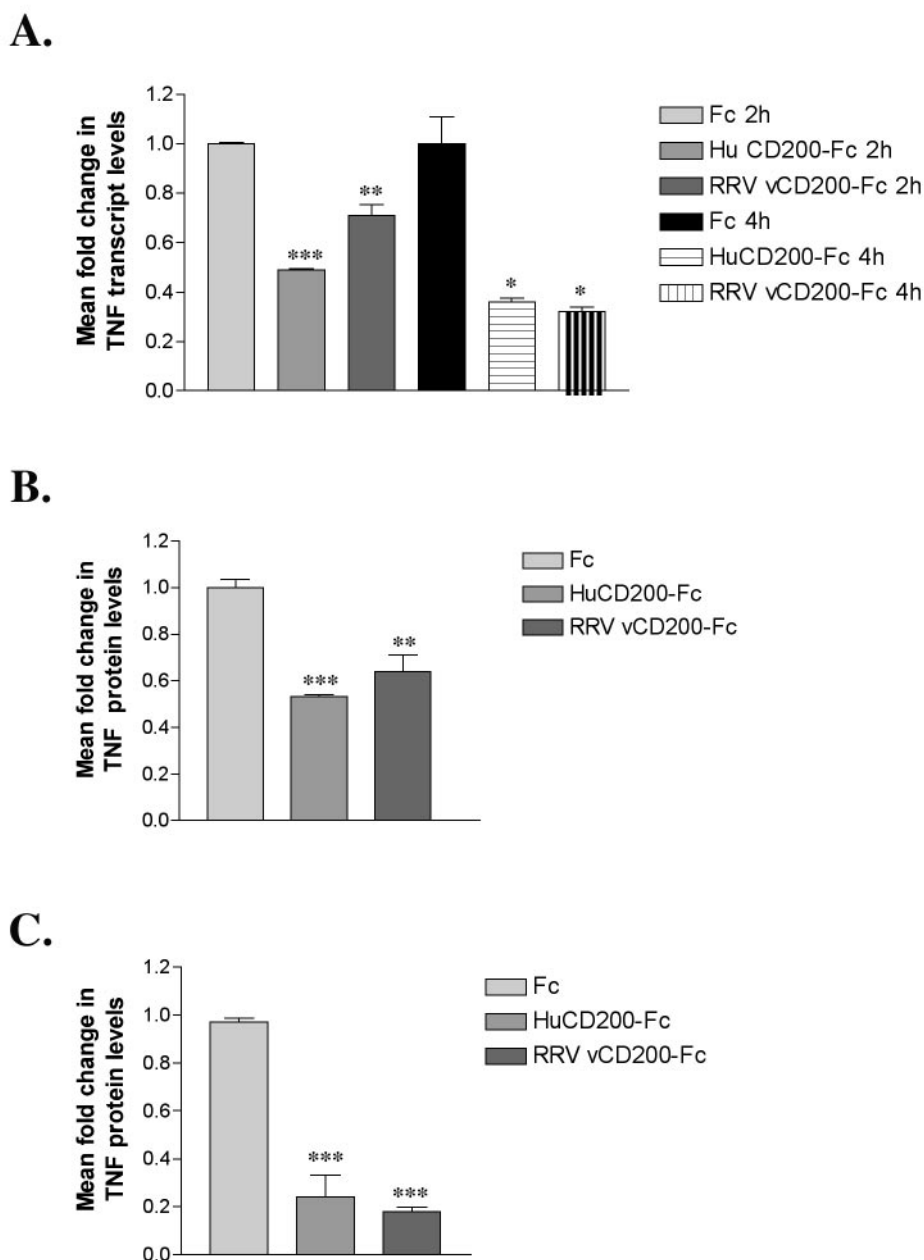 A.
Mean fold change in
TNF transcript levels
1.2
1.0
0.8
0.6
0.4
0.2
0.0
***
**
*
*
Fc 2h
Hu CD200-Fc 2h
RRV vCD200-Fc 2h
Fc 4h
HuCD200-Fc 4h
RRV vCD200-Fc 4h
B.
Mean fold change in
TNF protein levels
1.2
1.0
0.8
0.6
0.4
0.2
0.0
***
**
Fc
HuCD200-Fc
RRV vCD200-Fc
C.
Mean fold change in
TNF protein levels
1.2
1.0
0.8
0.6
0.4
0.2
0.0
***
***
Fc
HuCD200-Fc
RRV vCD200-Fc